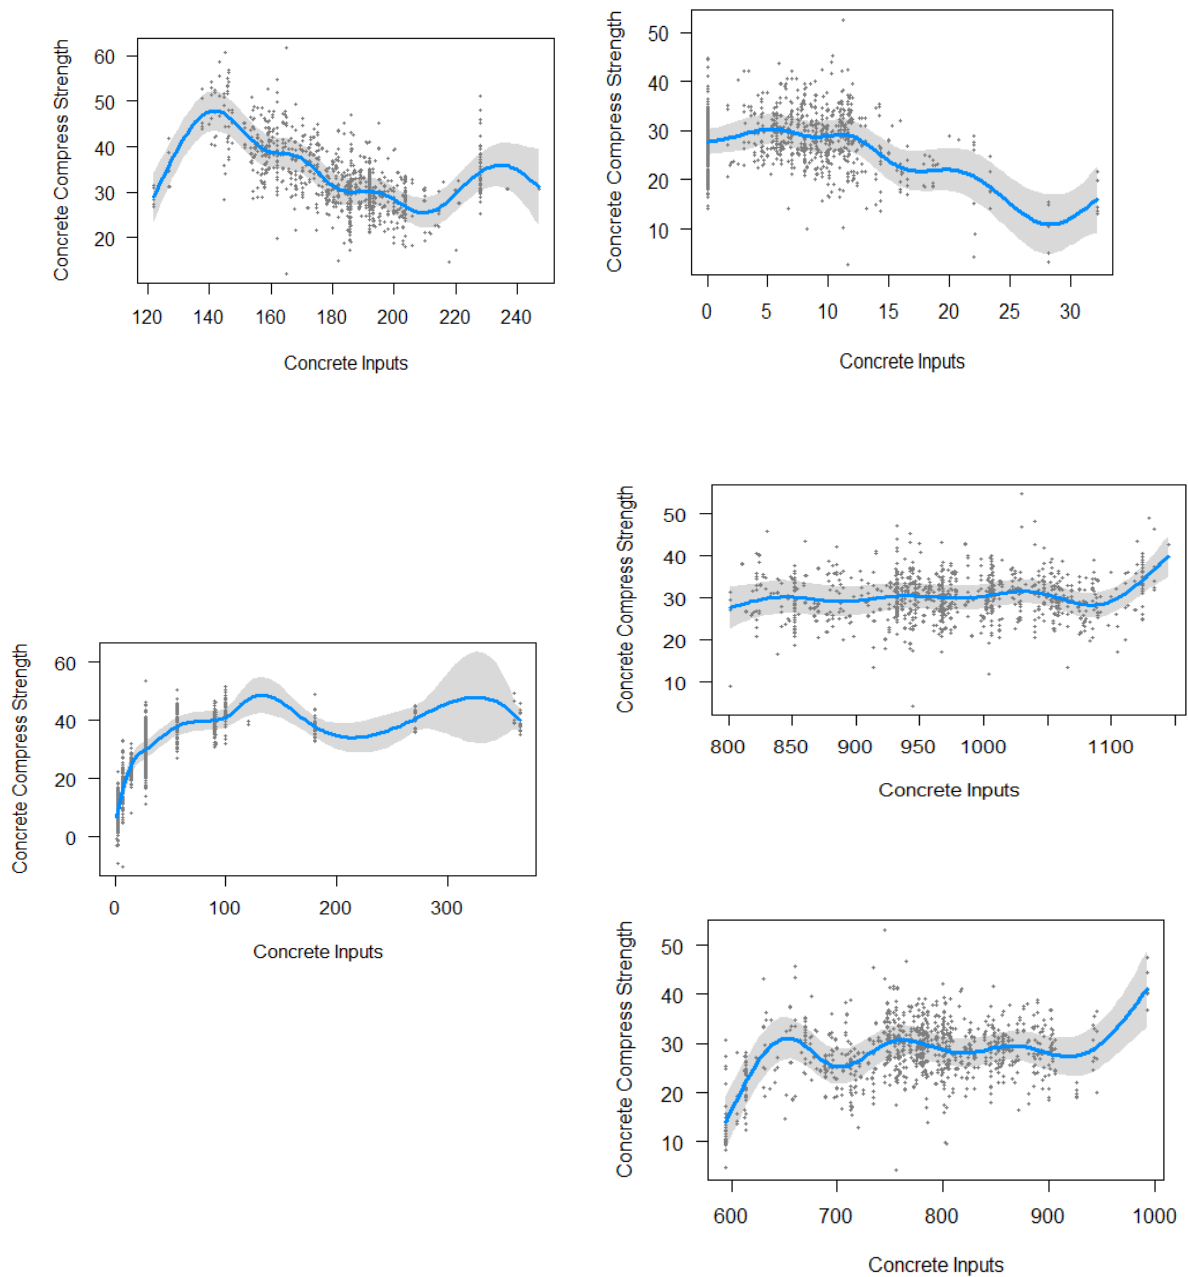 Concrete Compress Strength
60
50
40
30
20
120 140 160 180 200 220 240
Concrete Inputs
Concrete Compress Strength
50
40
30
20
10
0 5 10 15 20 25 30
Concrete Inputs
Concrete Compress Strength
50
40
30
20
10
800 850 900 950 1000 1100
Concrete Inputs
Concrete Compress Strength
60
40
20
0
0 100 200 300
Concrete Inputs
Concrete Compress Strength
50
40
30
20
10
600 700 800 900 1000
Concrete Inputs